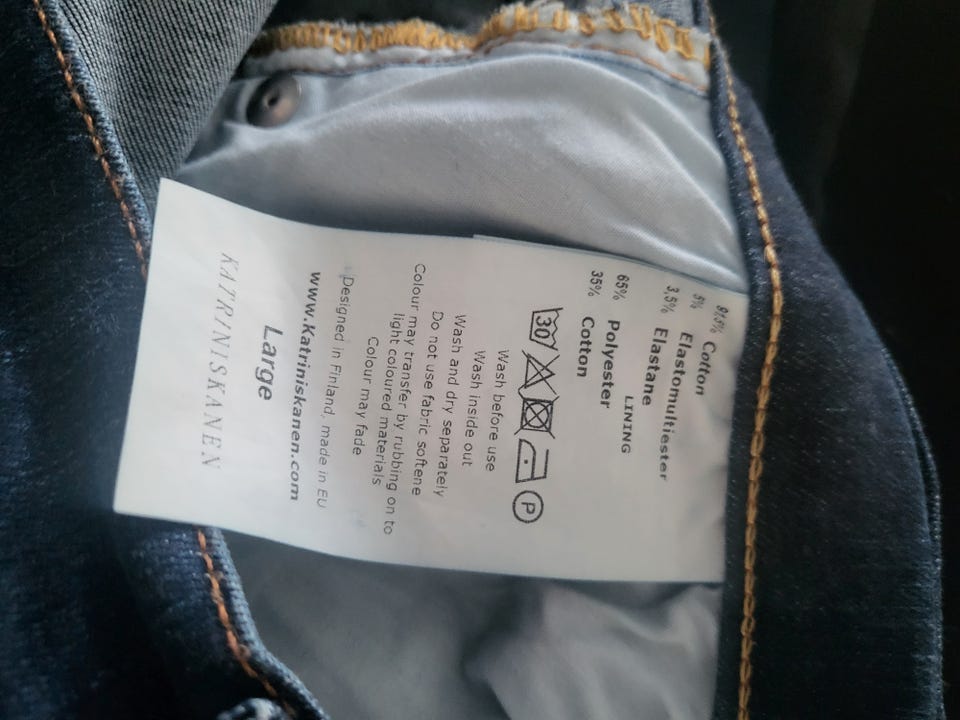 Cotton
5% Elastomultiester
3,5% Elastane
LINING
65% Polyester
35% Cotton
30 P
Wash before use
Wash inside out
Wash and dry separately
Do not use fabric softene
Colour may transfer by rubbing on to
light coloured materials
Colour may fade
Designed in Finland, made in EU
www.Katriniskanen.com
Large
KATRINISKANEN